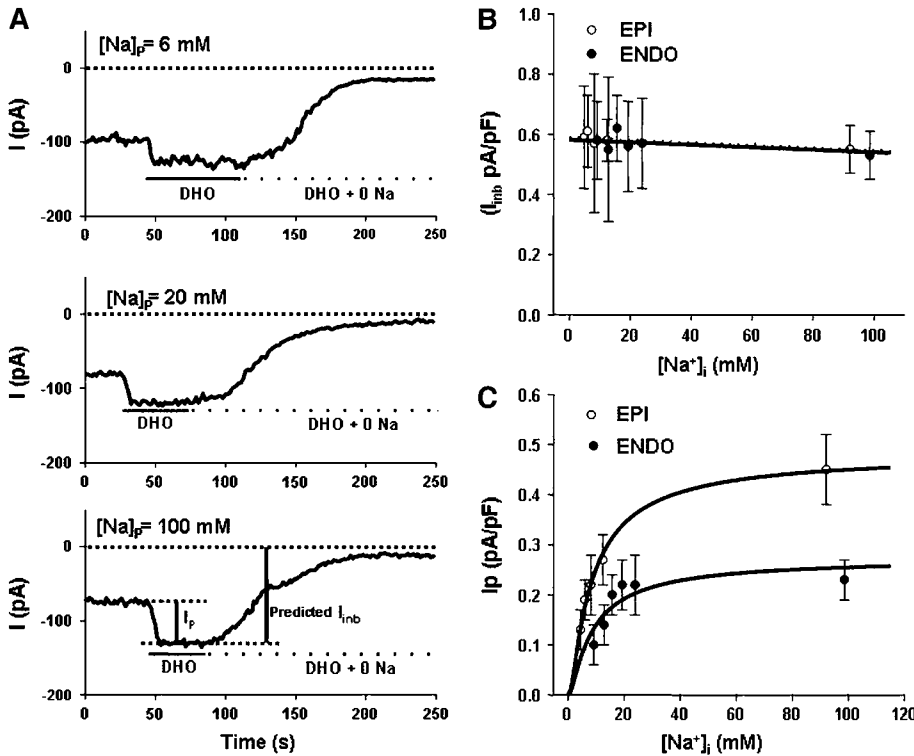 A
[Na]P= 6 mM
I (pA)
0
-100
-200
DHO
DHO + 0 Na
0 50 100 150 200 250
[Na]P= 20 mM
I (pA)
0
-100
-200
DHO
DHO + 0 Na
0 50 100 150 200 250
[Na]P= 100 mM
I (pA)
0
-100
-200
IP
Predicted Iinb
DHO
DHO + 0 Na
0 50 100 150 200 250
Time (s)
B
EPI
ENDO
(Iinb pA/pF)
1.0
0.8
0.6
0.4
0.2
0.0
0 20 40 60 80 100
[Na+]i (mM)
C
EPI
ENDO
Ip (pA/pF)
0.6
0.5
0.4
0.3
0.2
0.1
0.0
0 20 40 60 80 100 120
[Na+]i (mM)